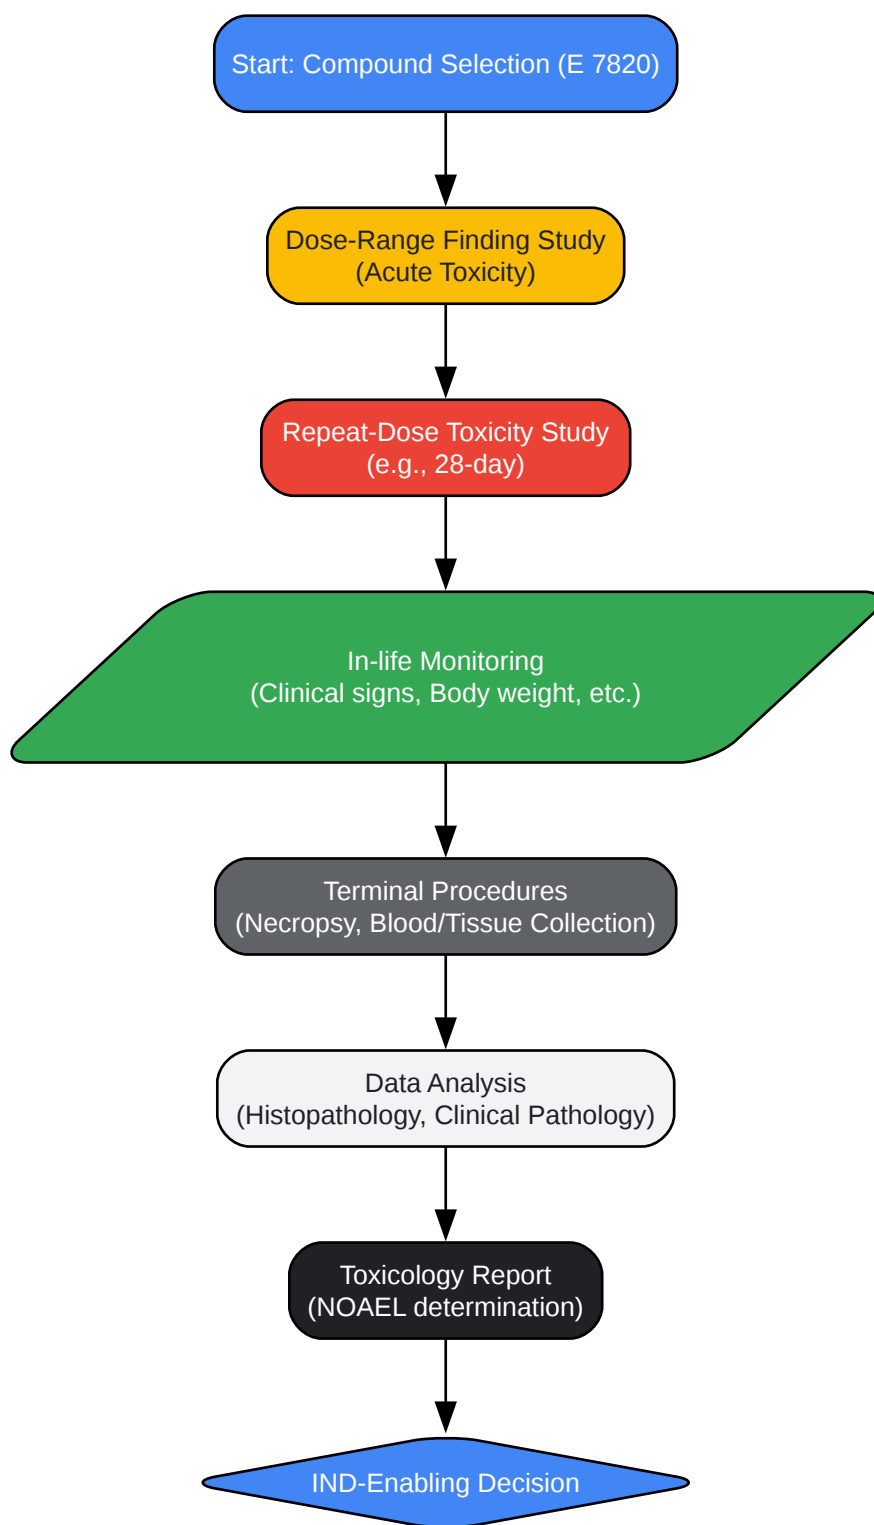 Start: Compound Selection (E 7820)
Dose-Range Finding Study
(Acute Toxicity)
Repeat-Dose Toxicity Study
(e.g., 28-day)
In-life Monitoring
(Clinical signs, Body weight, etc.)
Terminal Procedures
(Necropsy, Blood/Tissue Collection)
Data Analysis
(Histopathology, Clinical Pathology)
Toxicology Report
(NOAEL determination)
IND-Enabling Decision